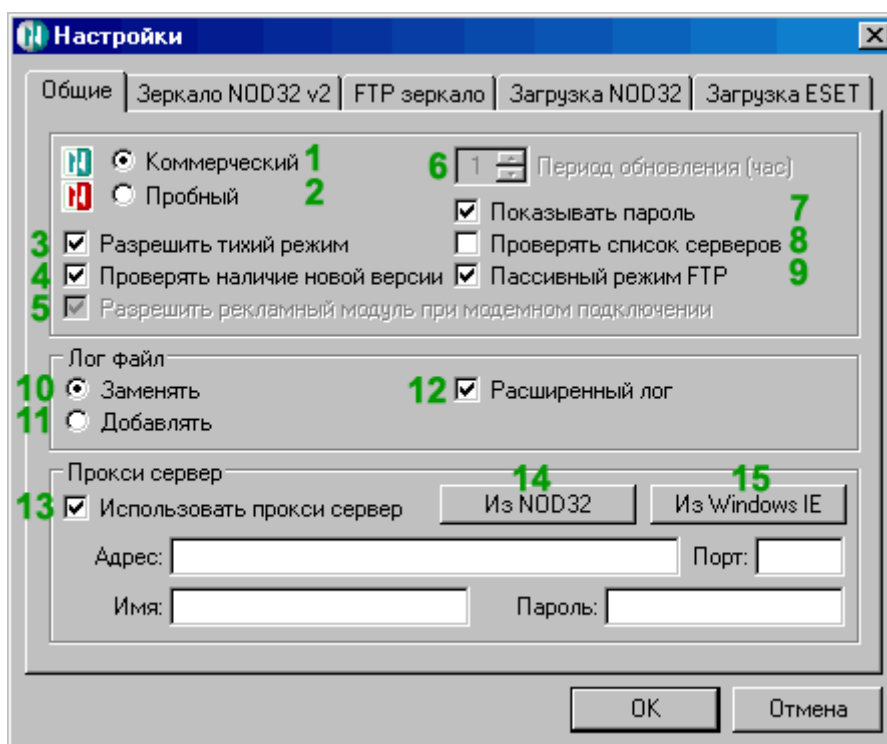 Настройки
Общие Зеркало NOD32 v2 FTP зеркало Загрузка NOD32 Загрузка ESET
Коммерческий 1
Пробный 2
3 Разрешить тихий режим
4 Проверять наличие новой версии
5 Разрешить рекламный модуль при модемном подключении
6 1 Период обновления (час)
Показывать пароль 7
Проверять список серверов 8
Пассивный режим FTP 9
Лог файл
10 Заменять
11 Добавлять
12 Расширенный лог
Прокси сервер
13 Использовать прокси сервер
14
Из NOD32
15
Из Windows IE
Адрес: Порт:
Имя: Пароль:
OK Отмена